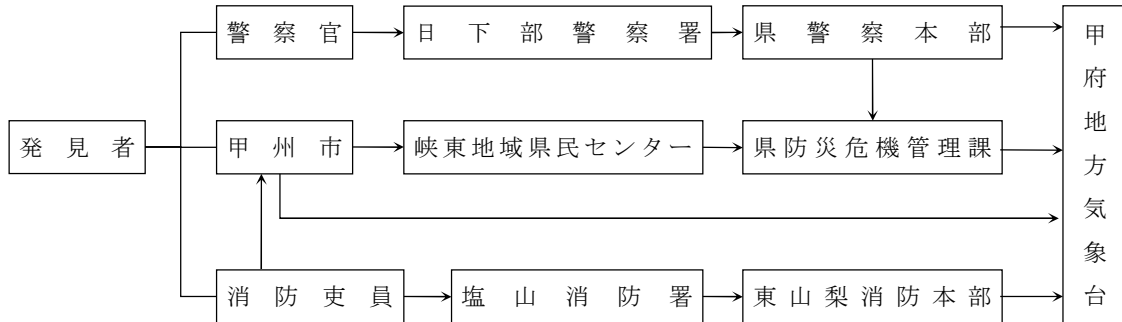 警察官
日下部警察署
県警察本部
甲府地方気象台
発見者
甲州市
峡東地域県民センター
県防災危機管理課
消防吏員
塩山消防署
東山梨消防本部